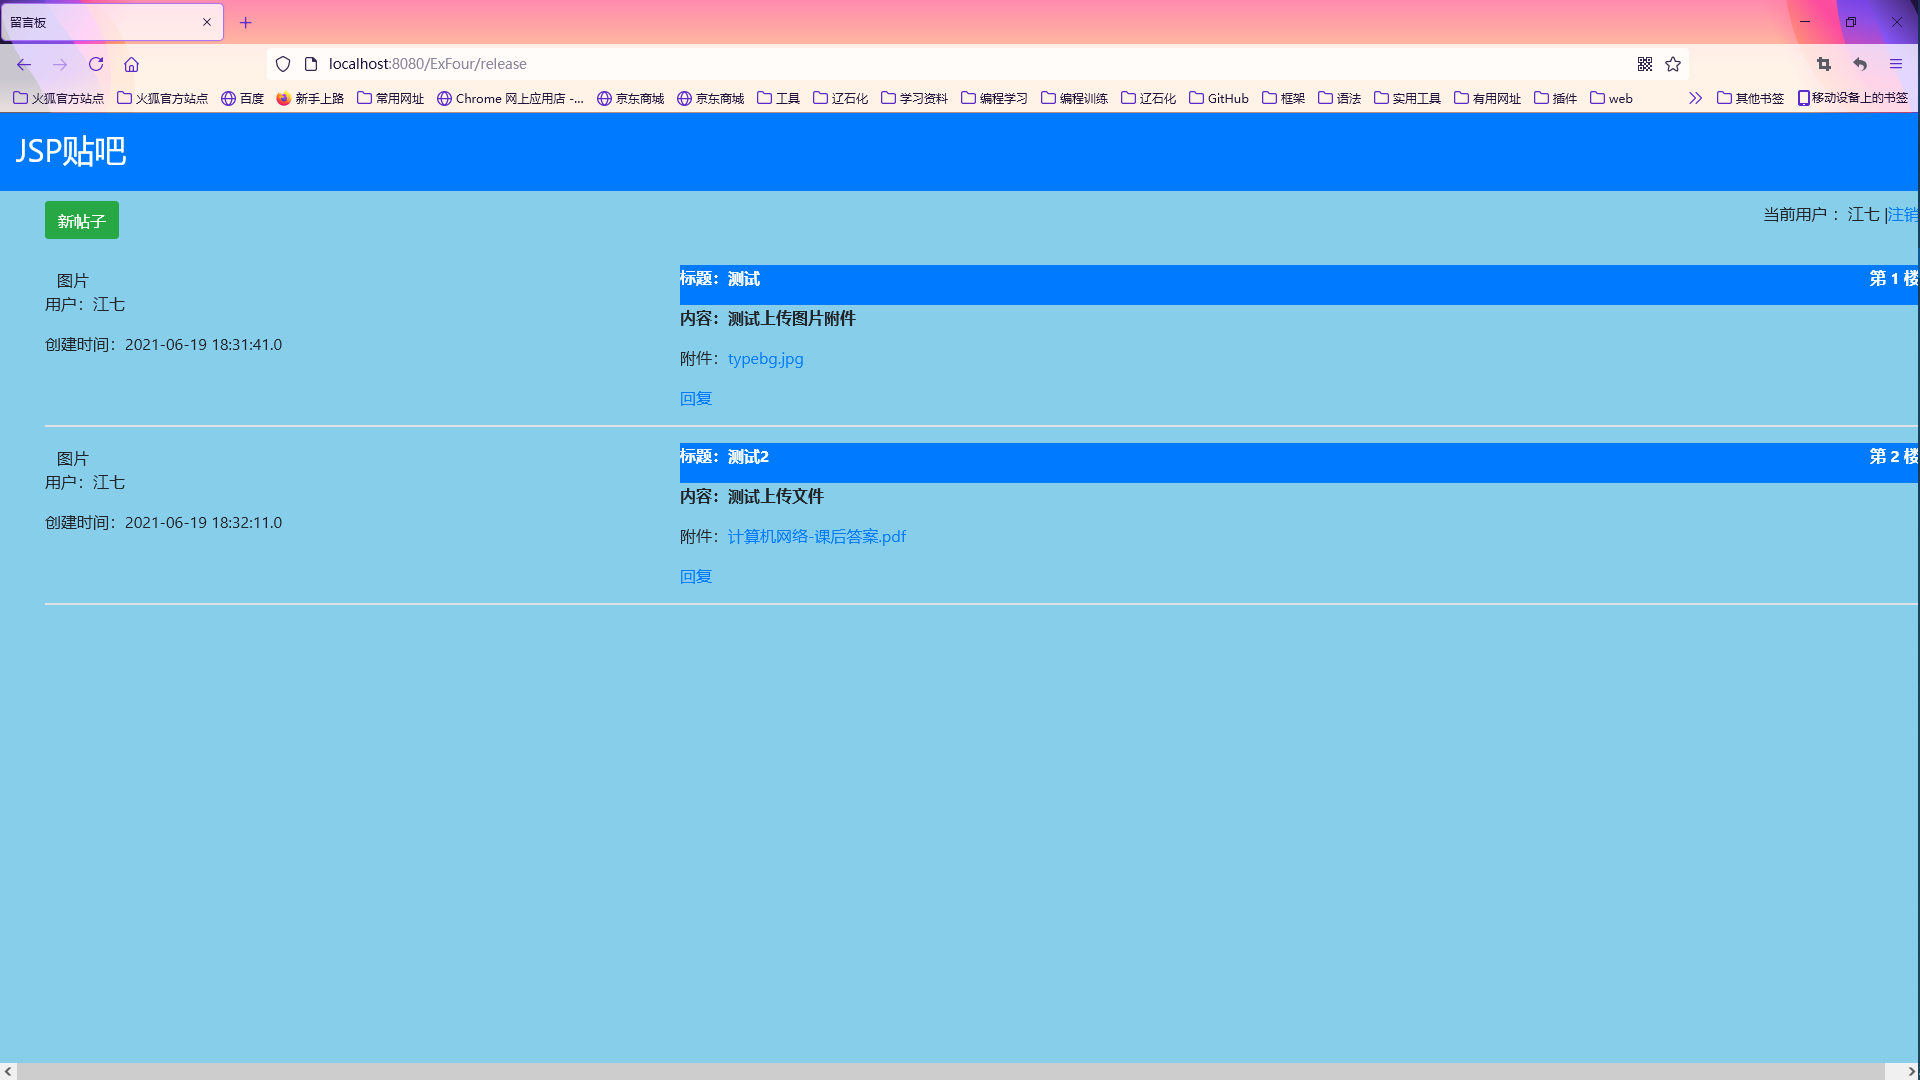 留言板
localhost:8080/ExFour/release
火狐官方站点 火狐官方站点 百度 新手上路 常用网址 Chrome 网上应用店 -... 京东商城 京东商城 工具 辽石化 学习资料 编程学习 编程训练 辽石化 GitHub 框架 语法 实用工具 有用网址 插件 web 其他书签 移动设备上的书签
JSP贴吧
新帖子
当前用户 : 江七 |注销
图片
用户：江七
创建时间：2021-06-19 18:31:41.0
标题：测试 第 1 楼
内容：测试上传图片附件
附件：typebg.jpg
回复
图片
用户：江七
创建时间：2021-06-19 18:32:11.0
标题：测试2 第 2 楼
内容：测试上传文件
附件：计算机网络-课后答案.pdf
回复